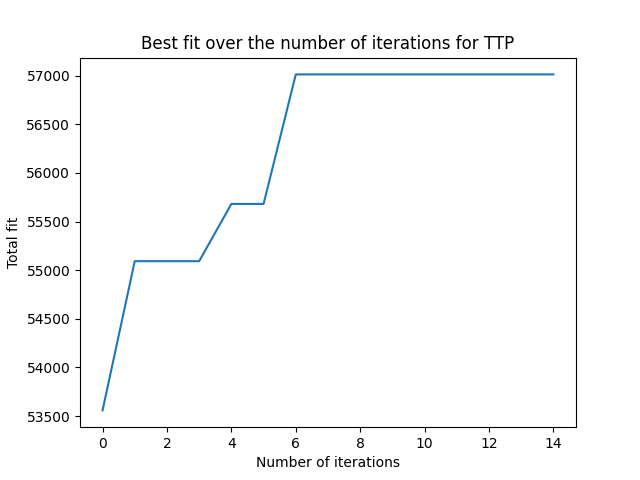 Best fit over the number of iterations for TTP
57000
56500
56000
55500
55000
54500
54000
53500
Total fit
0 2 4 6 8 10 12 14
Number of iterations